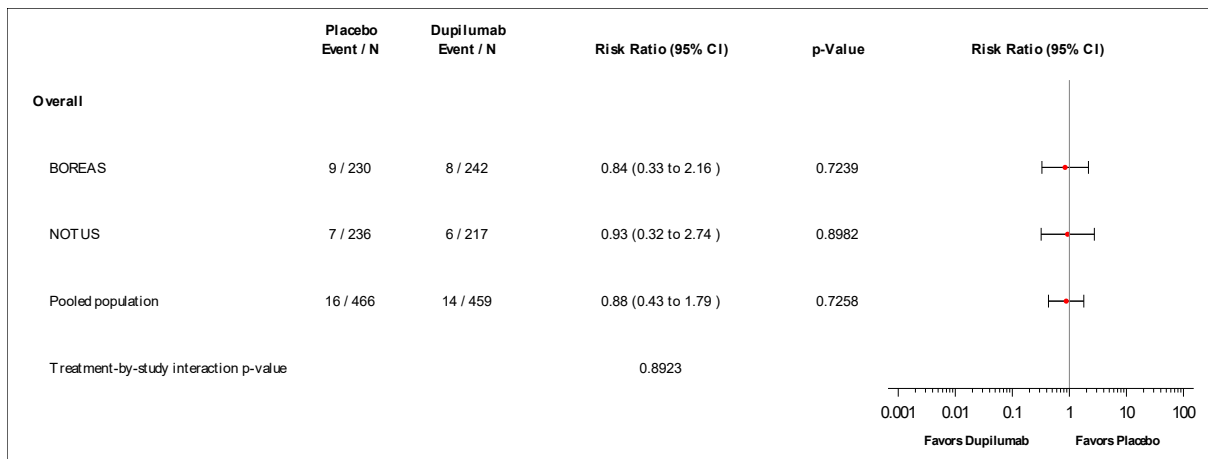 Placebo Dupilumab
Event / N Event / N Risk Ratio (95% CI) p-Value Risk Ratio (95% CI)
Overall
BOREAS 9 / 230 8 / 242 0.84 (0.33 to 2.16 ) 0.7239
NOTUS 7 / 236 6 / 217 0.93 (0.32 to 2.74 ) 0.8982
Pooled population 16 / 466 14 / 459 0.88 (0.43 to 1.79 ) 0.7258
Treatment-by-study interaction p-value 0.8923
0.001 0.01 0.1 1 10 100
Favors Dupilumab Favors Placebo